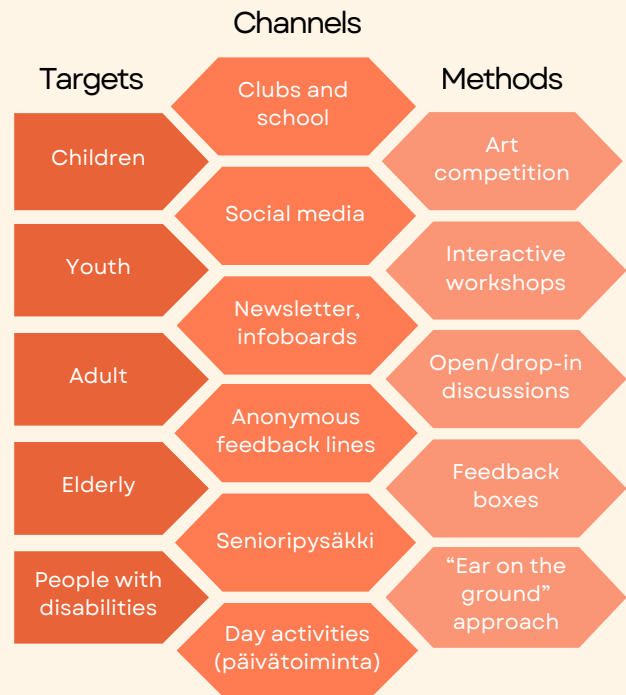 Targets
Children
Youth
Adult
Elderly
People with
disabilities
Channels
Clubs and
school
Social media
Newsletter,
infoboards
Anonymous
feedback lines
Senioripysäkki
Day activities
(päivätoiminta)
Methods
Art
competition
Interactive
workshops
Open/drop-in
discussions
Feedback
boxes
“Ear on the
ground”
approach